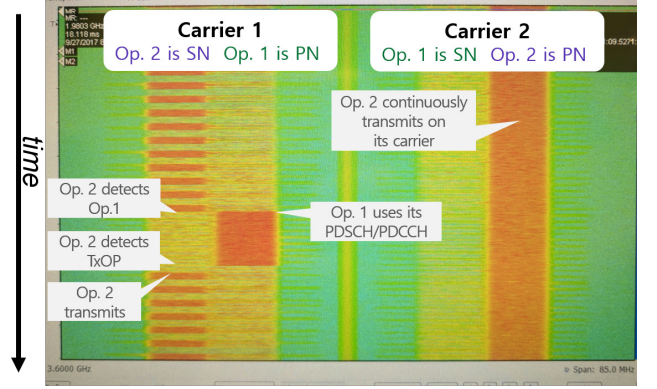 MR
MR: ---
1.9803 GHz
18.118 ms
9/27/2017 8
M1
M2
Carrier 1
Op. 2 is SN Op. 1 is PN
Carrier 2
Op. 1 is SN Op. 2 is PN
:09.5271
time
Op. 2 continuously
transmits on
its carrier
Op. 2 detects
Op.1
Op. 1 uses its
PDSCH/PDCCH
Op. 2 detects
TxOP
Op. 2
transmits
3.6000 GHz
Span: 85.0 MHz